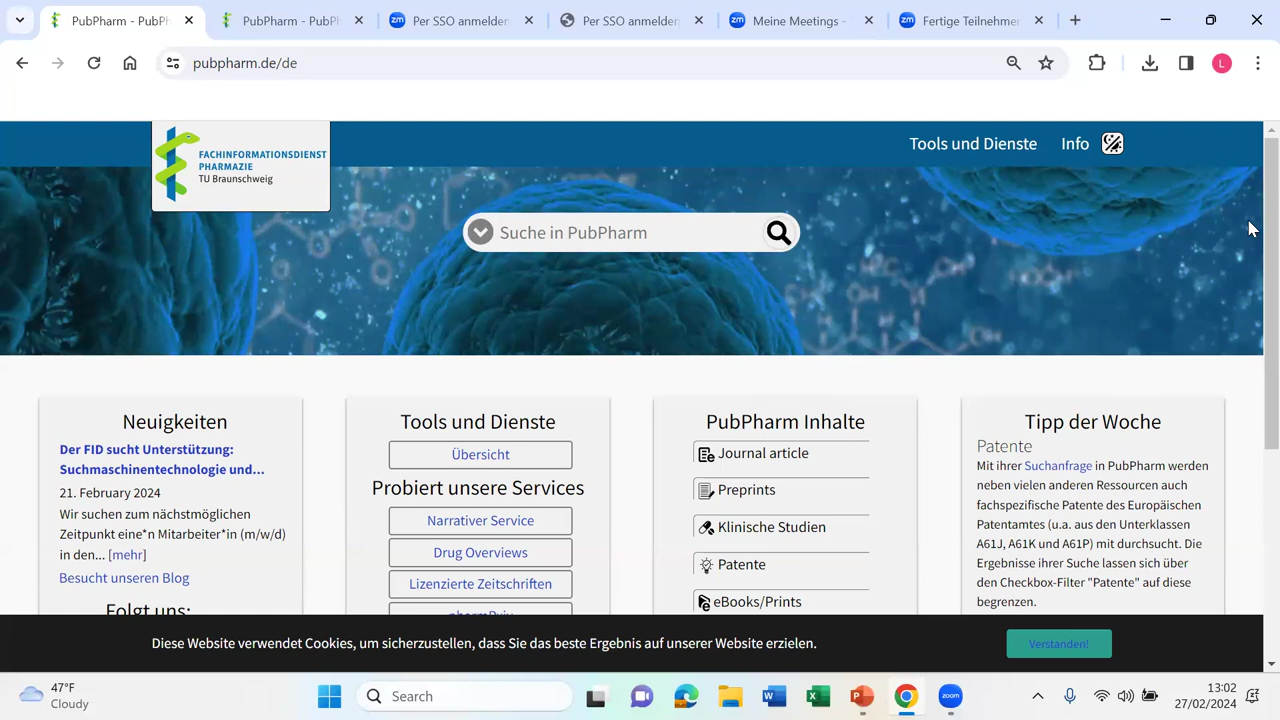 PubPharm - PubPh
PubPharm - PubPh
Per SSO anmelden
Per SSO anmelden
Meine Meetings -
Fertige Teilnehmer
pubpharm.de/de
L
FACHINFORMATIONSDIENST
PHARMAZIE
TU Braunschweig
Tools und Dienste
Info
Suche in PubPharm
Neuigkeiten
Der FID sucht Unterstützung:
Suchmaschinentechnologie und...
21. February 2024
Wir suchen zum nächstmöglichen
Zeitpunkt eine*n Mitarbeiter*in (m/w/d)
in den... [mehr]
Besucht unseren Blog
Folgt uns:
Tools und Dienste
Übersicht
Probiert unsere Services
Narrativer Service
Drug Overviews
Lizenzierte Zeitschriften
PubPharm Inhalte
Journal article
Preprints
Klinische Studien
Patente
eBooks/Prints
Tipp der Woche
Patente
Mit ihrer Suchanfrage in PubPharm werden
neben vielen anderen Ressourcen auch
fachspezifische Patente des Europäischen
Patentamtes (u.a. aus den Unterklassen
A61J, A61K und A61P) mit durchsucht. Die
Ergebnisse ihrer Suche lassen sich über
den Checkbox-Filter "Patente" auf diese
begrenzen.
Diese Website verwendet Cookies, um sicherzustellen, dass Sie das beste Ergebnis auf unserer Website erzielen.
Verstanden!
47°F
Cloudy
Search
zm
zm
zm
zoom
13:02
27/02/2024